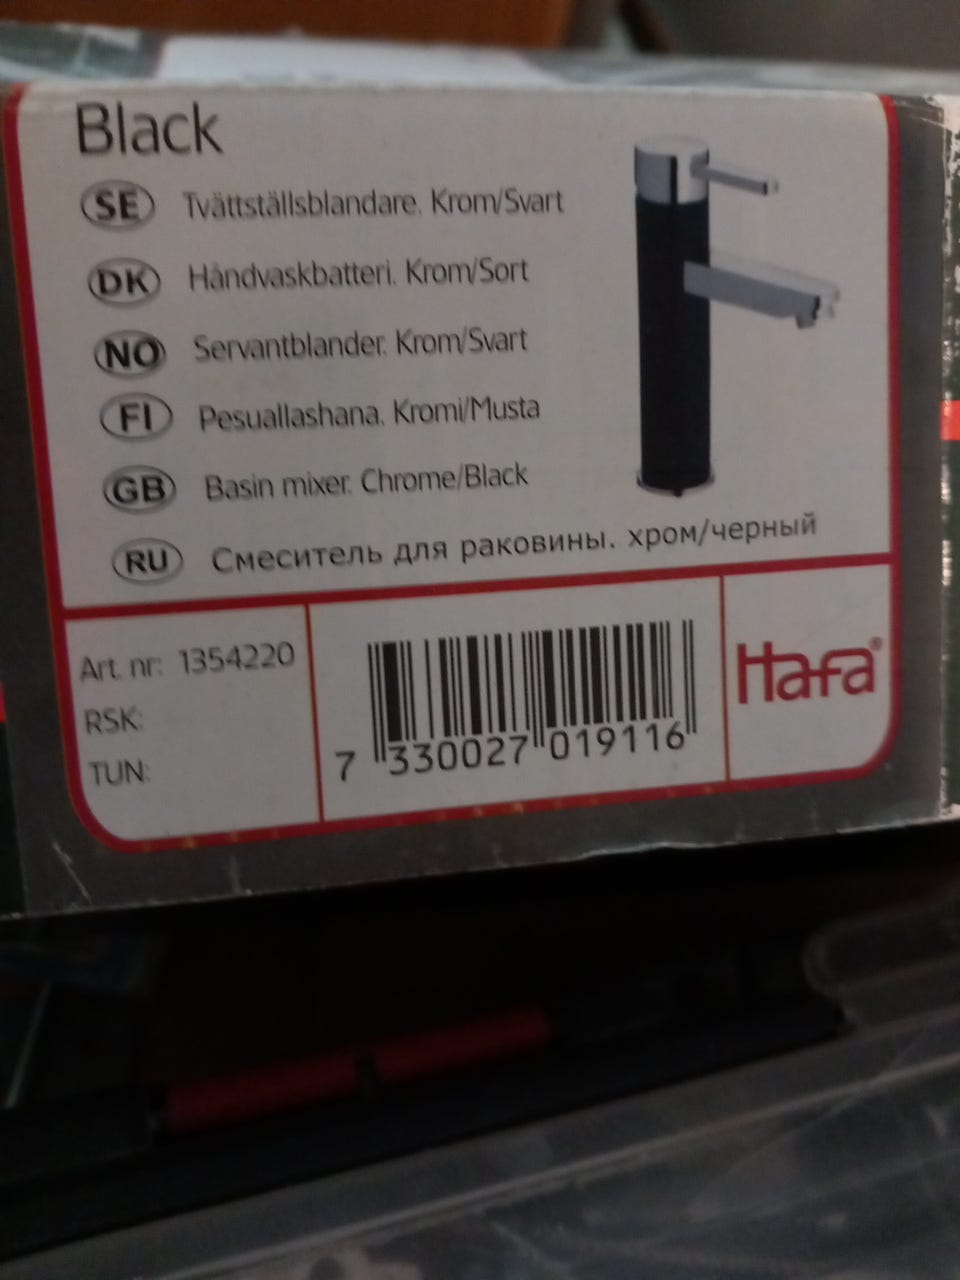 Black
SE Tvättställsblandare. Krom/Svart
DK Håndvaskbatteri. Krom/Sort
NO Servantblander. Krom/Svart
FI Pesuallashana. Kromi/Musta
GB Basin mixer. Chrome/Black
RU Смеситель для раковины. хром/черный
Art. nr: 1354220
RSK:
TUN:
7 330027 019116
Hafa®